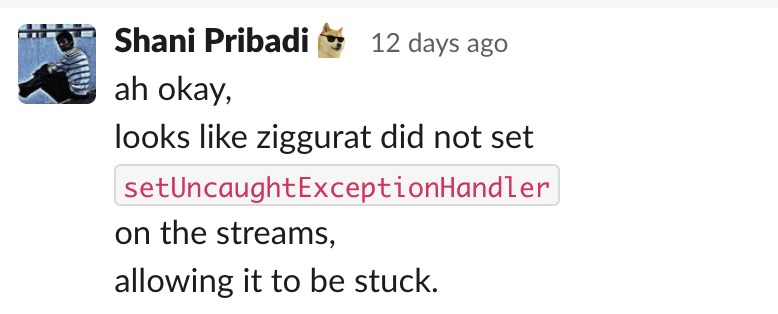 Shani Pribadi 12 days ago
ah okay,
looks like ziggurat did not set
setUncaughtExceptionHandler
on the streams,
allowing it to be stuck.